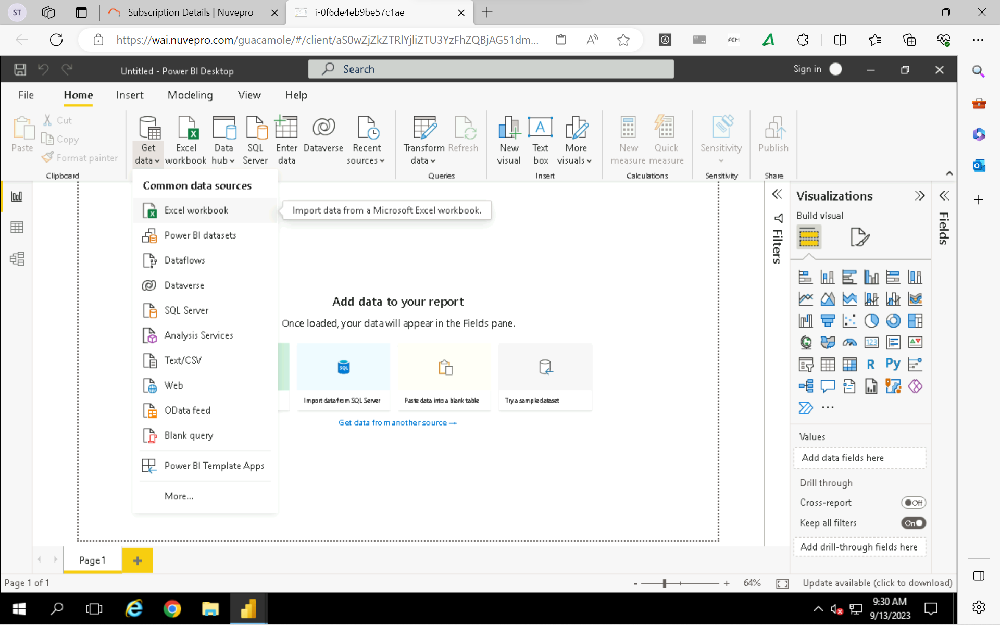 ST
Subscription Details | Nuvepro
i-0f6de4eb9be57c1ae
https://wai.nuvepro.com/guacamole/#/client/aS0wZjZkZTRlYjliZTU3YzFhZQBjAG51dm...
FCM
Untitled - Power BI Desktop
Search
Sign in
File
Home
Insert
Modeling
View
Help
Paste
Cut
Copy
Format painter
Clipboard
Get data
Excel workbook
Data hub
SQL Server
Enter data
Dataverse
Recent sources
Transform data
Refresh
Queries
New visual
Text box
More visuals
Insert
New measure
Quick measure
Calculations
Sensitivity
Sensitivity
Publish
Share
Common data sources
Excel workbook
Power BI datasets
Dataflows
Dataverse
SQL Server
Analysis Services
Text/CSV
Web
OData feed
Blank query
Power BI Template Apps
More...
Import data from a Microsoft Excel workbook.
Add data to your report
Once loaded, your data will appear in the Fields pane.
SQL
Import data from SQL Server
Paste data into a blank table
Try a sample dataset
Get data from another source →
Filters
Visualizations
Build visual
123
R
Py
Values
Add data fields here
Drill through
Cross-report
Off
Keep all filters
On
Add drill-through fields here
Fields
Page 1
Page 1 of 1
- + 64%
Update available (click to download)
9:30 AM
9/13/2023